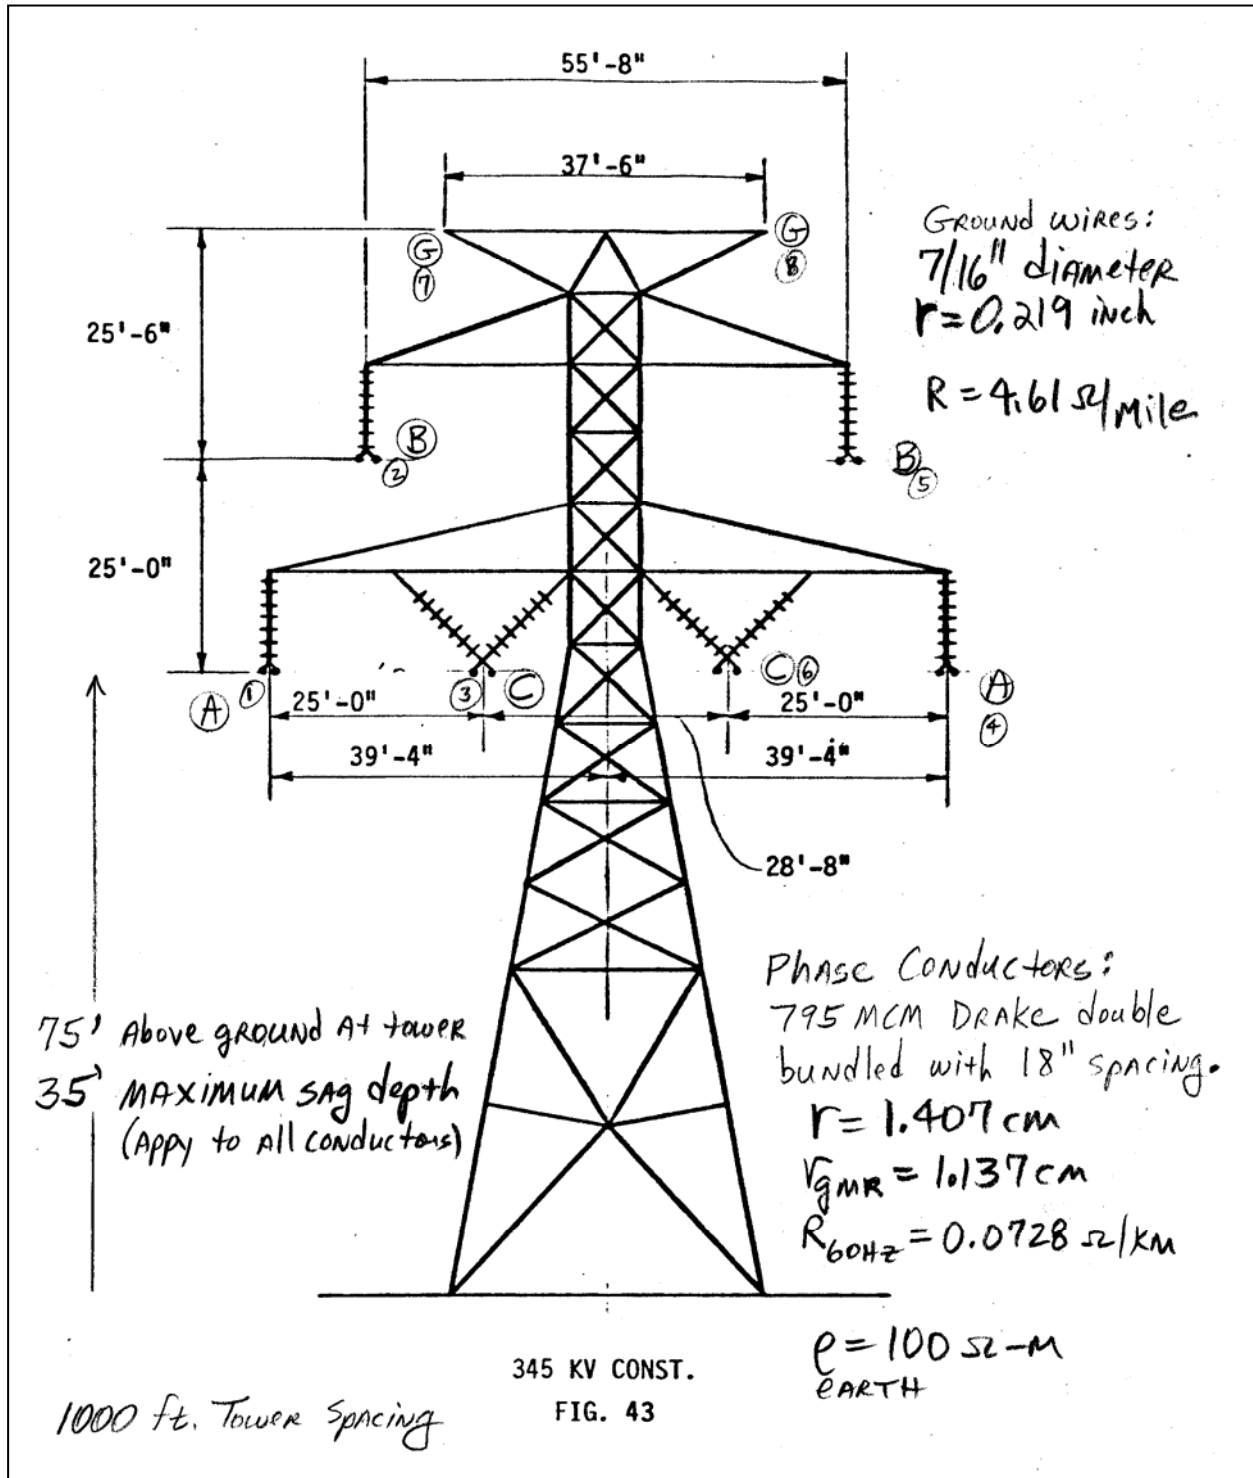 55'-8"
37'-6"
G
7
G
8
Ground wires:
7/16" diameter
r=0.219 inch
R=4.61 Ω/mile
25'-6"
B
2
B
5
25'-0"
A
1
3
C
C
6
A
4
25'-0"
25'-0"
39'-4"
39'-4"
28'-8"
Phase Conductors:
795 MCM Drake double
bundled with 18" spacing.
r=1.407 cm
rgmr=1.137 cm
R60Hz=0.0728 Ω/km
75' Above ground At tower
35' MAXIMUM sag depth
(Appy to All conductors)
ρ=100 Ω-m
EARTH
345 KV CONST.
FIG. 43
1000 ft. Tower Spacing